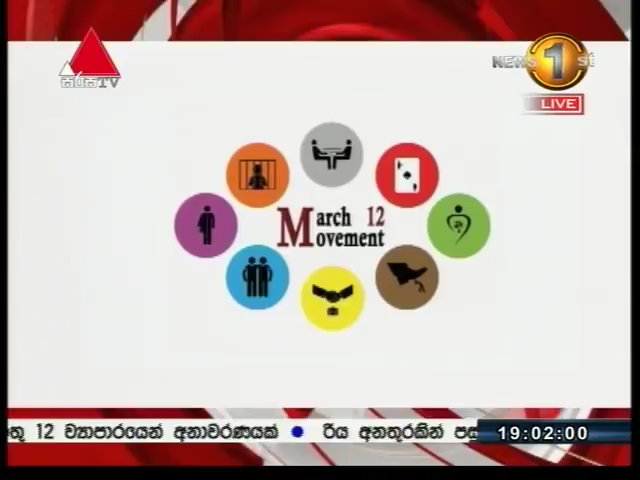 සිරස TV
NEWS 1st
LIVE
March 12
Movement
තු 12 ව්‍යාපාරයෙන් අනාවරණයක් ● රිය අනතුරකින් පසු
19:02:00